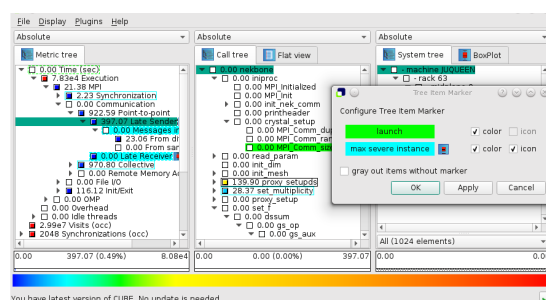 File Display Plugins Help
Absolute
Absolute
Absolute
Metric tree
Call tree
Flat view
System tree
BoxPlot
0.00 Time (sec)
7.83e4 Execution
21.38 MPI
2.23 Synchronization
0.00 Communication
922.59 Point-to-point
397.07 Late Sender
0.00 Messages in
23.06 From di
0.00 From sar
0.00 Late Receiver
970.80 Collective
0.00 Remote Memory Ac
0.00 File I/O
116.12 Init/Exit
0.00 OMP
0.00 Overhead
0.00 Idle threads
2.99e7 Visits (occ)
2048 Synchronizations (occ)
0.00 nekbone
0.00 iniproc
0.00 MPI_Initialized
0.00 MPI_Init
0.00 init_nek_comm
0.00 printheader
0.00 crystal_setup
0.00 MPI_Comm_dup
0.00 MPI_Comm_ran
0.00 MPI_Comm_size
0.00 read_param
0.00 init_dim
0.00 init_mesh
139.90 proxy_setupds
28.37 set_multiplicity
0.00 proxy_setup
0.00 set_f
0.00 dssum
0.00 gs_op
0.00 gs_aux
- machine JUQUEEN
- rack 63
Tree Item Marker
Configure Tree Item Marker
launch
color
icon
max severe instance
color
icon
gray out items without marker
OK
Apply
Cancel
All (1024 elements)
0.00 397.07 (0.49%) 8.08e4
0.00 0.00 (0.00%) 397.07
0.00 0.0
You have latest version of CUBE. No update is needed.